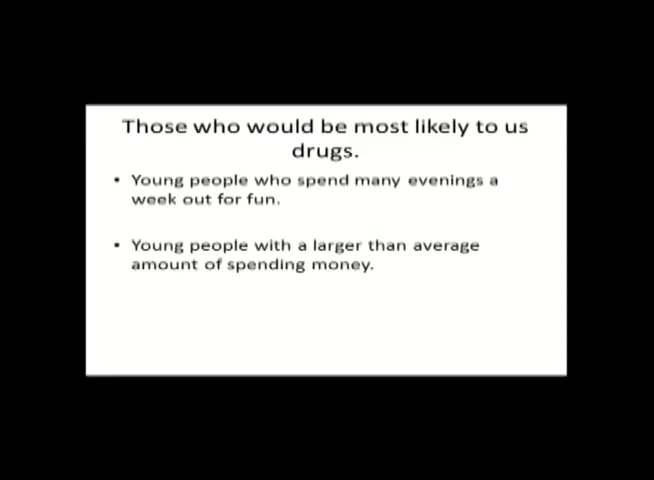 Those who would be most likely to us
drugs.
• Young people who spend many evenings a
week out for fun.
• Young people with a larger than average
amount of spending money.